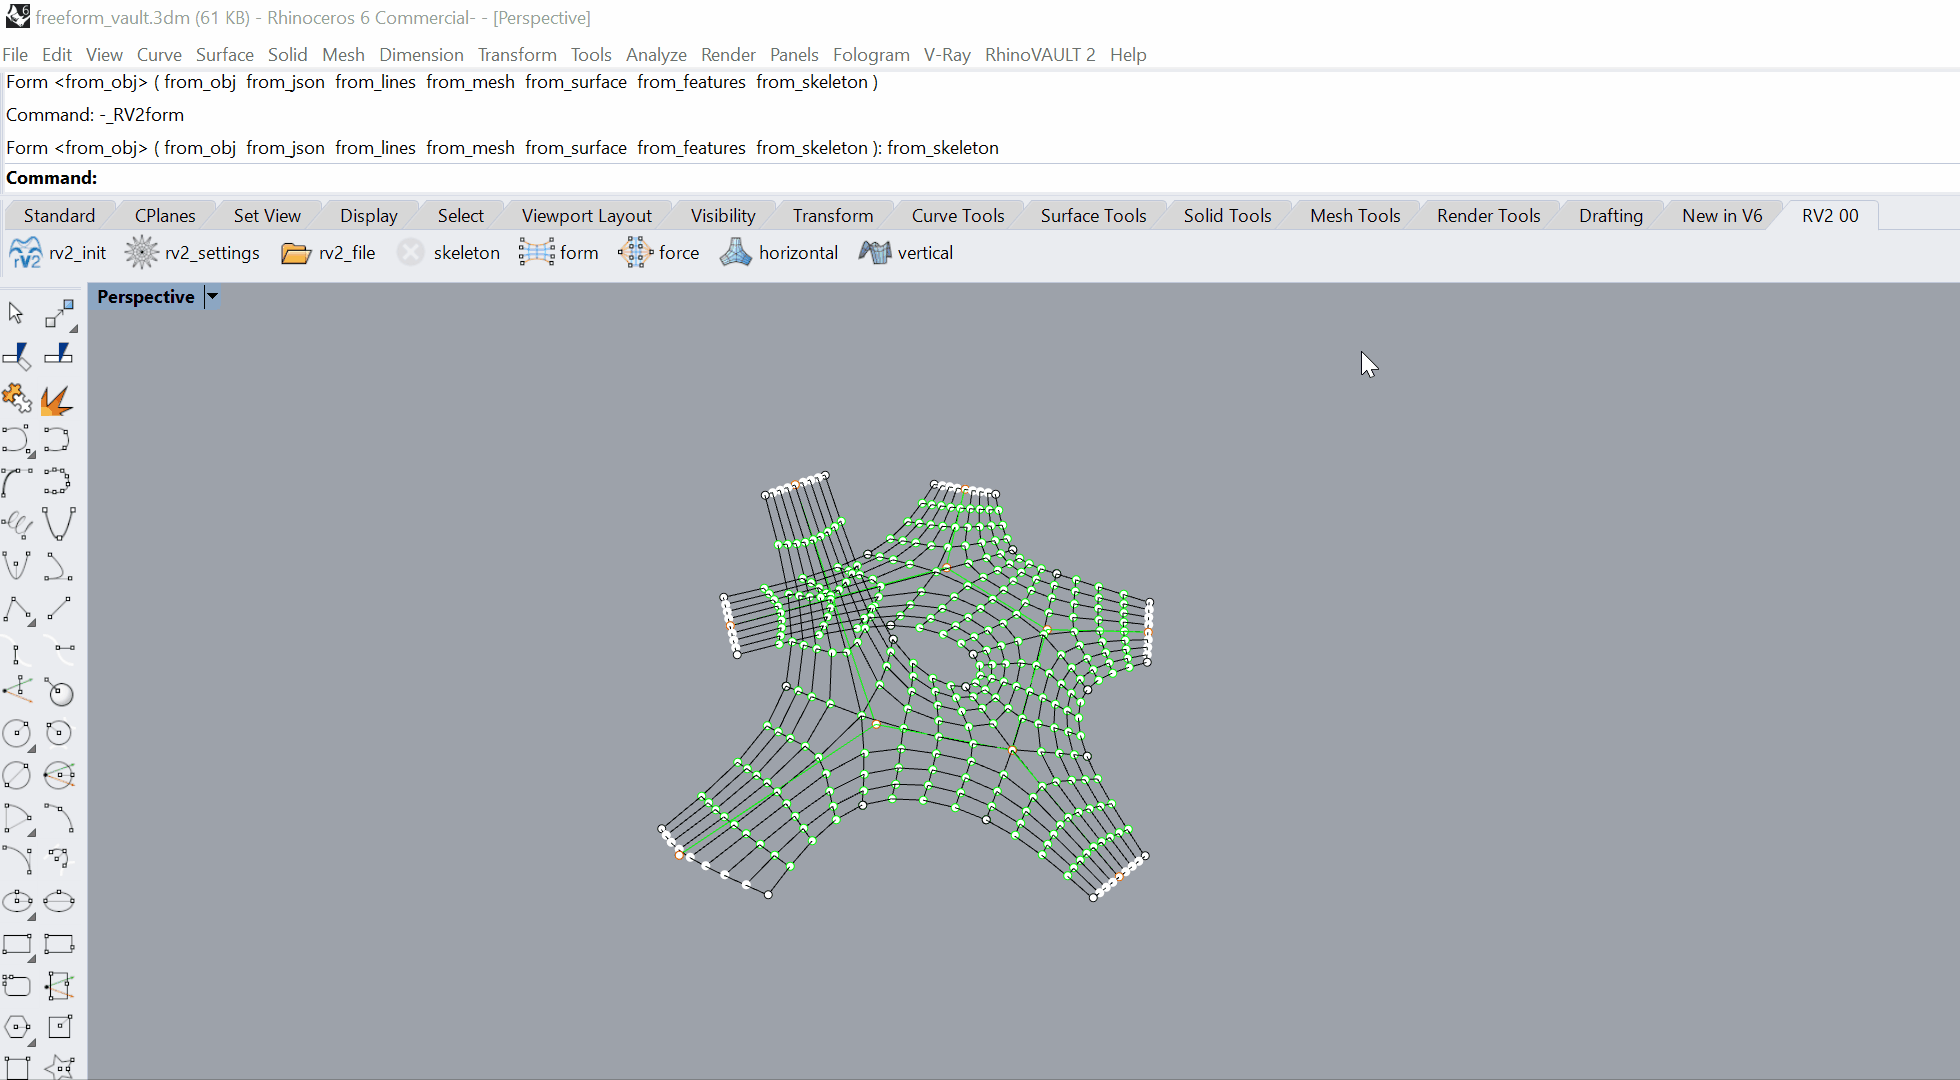 freeform_vault.3dm (61 KB) - Rhinoceros 6 Commercial- - [Perspective]
File Edit View Curve Surface Solid Mesh Dimension Transform Tools Analyze Render Panels Fologram V-Ray RhinoVAULT 2 Help
Form <from_obj> ( from_obj from_json from_lines from_mesh from_surface from_features from_skeleton )
Command: -_RV2form
Form <from_obj> ( from_obj from_json from_lines from_mesh from_surface from_features from_skeleton ): from_skeleton
Command:
Standard CPlanes Set View Display Select Viewport Layout Visibility Transform Curve Tools Surface Tools Solid Tools Mesh Tools Render Tools Drafting New in V6 RV2 00
rV2 rv2_init rv2_settings rv2_file skeleton form force horizontal vertical
Perspective